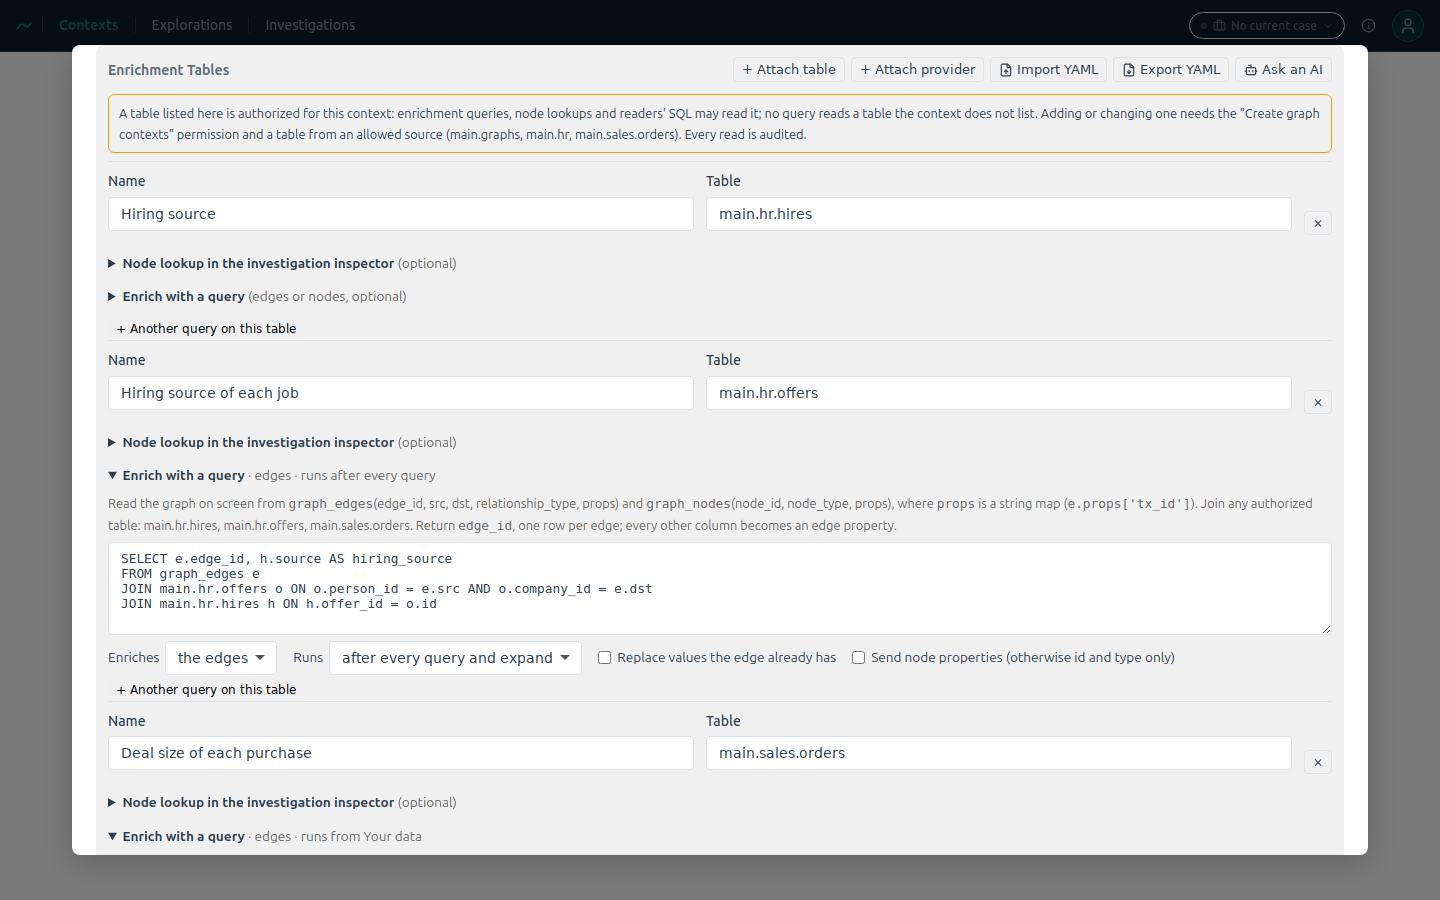 Contexts Explorations Investigations No current case
Enrichment Tables + Attach table + Attach provider Import YAML Export YAML Ask an AI
A table listed here is authorized for this context: enrichment queries, node lookups and readers' SQL may read it; no query reads a table the context does not list. Adding or changing one needs the "Create graph
contexts" permission and a table from an allowed source (main.graphs, main.hr, main.sales.orders). Every read is audited.
Name Table
Hiring source main.hr.hires ×
▶ Node lookup in the investigation inspector (optional)
▶ Enrich with a query (edges or nodes, optional)
+ Another query on this table
Name Table
Hiring source of each job main.hr.offers ×
▶ Node lookup in the investigation inspector (optional)
▼ Enrich with a query · edges · runs after every query
Read the graph on screen from graph_edges(edge_id, src, dst, relationship_type, props) and graph_nodes(node_id, node_type, props), where props is a string map (e.props['tx_id']). Join any authorized
table: main.hr.hires, main.hr.offers, main.sales.orders. Return edge_id, one row per edge; every other column becomes an edge property.
SELECT e.edge_id, h.source AS hiring_source
FROM graph_edges e
JOIN main.hr.offers o ON o.person_id = e.src AND o.company_id = e.dst
JOIN main.hr.hires h ON h.offer_id = o.id
Enriches the edges Runs after every query and expand Replace values the edge already has Send node properties (otherwise id and type only)
+ Another query on this table
Name Table
Deal size of each purchase main.sales.orders ×
▶ Node lookup in the investigation inspector (optional)
▼ Enrich with a query · edges · runs from Your data